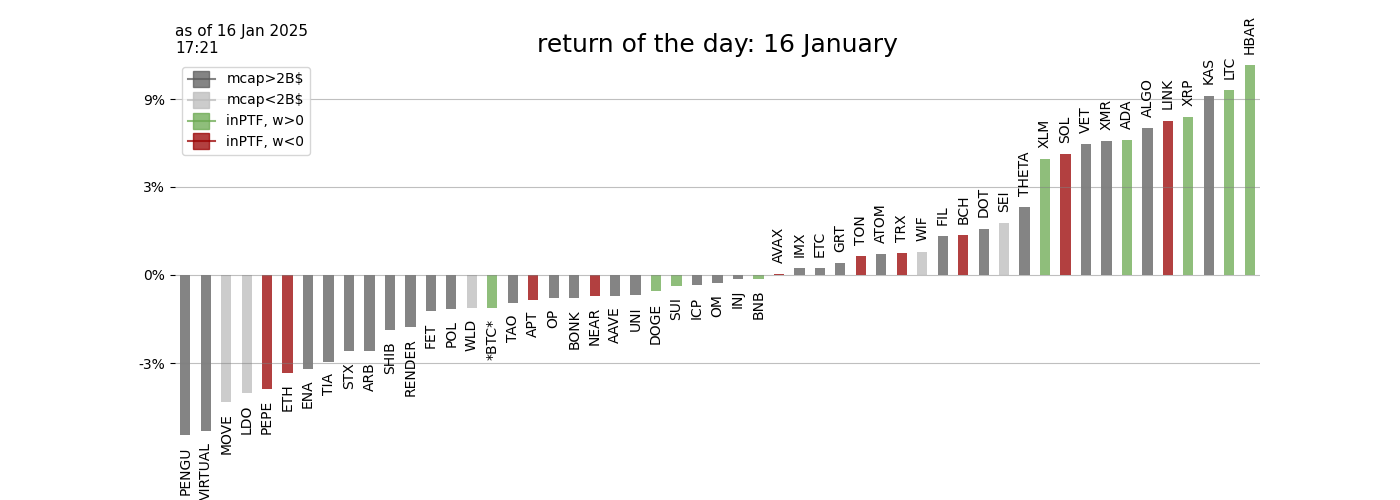 as of 16 Jan 2025
17:21
return of the day: 16 January
mcap>2B$
mcap<2B$
inPTF, w>0
inPTF, w<0
9%
3%
0%
-3%
PENGU
VIRTUAL
MOVE
LDO
PEPE
ETH
ENA
TIA
STX
ARB
SHIB
RENDER
FET
POL
WLD
*BTC*
TAO
APT
OP
BONK
NEAR
AAVE
UNI
DOGE
SUI
ICP
OM
INJ
BNB
AVAX
IMX
ETC
GRT
TON
ATOM
TRX
WIF
FIL
BCH
DOT
SEI
THETA
XLM
SOL
VET
XMR
ADA
ALGO
LINK
XRP
KAS
LTC
HBAR